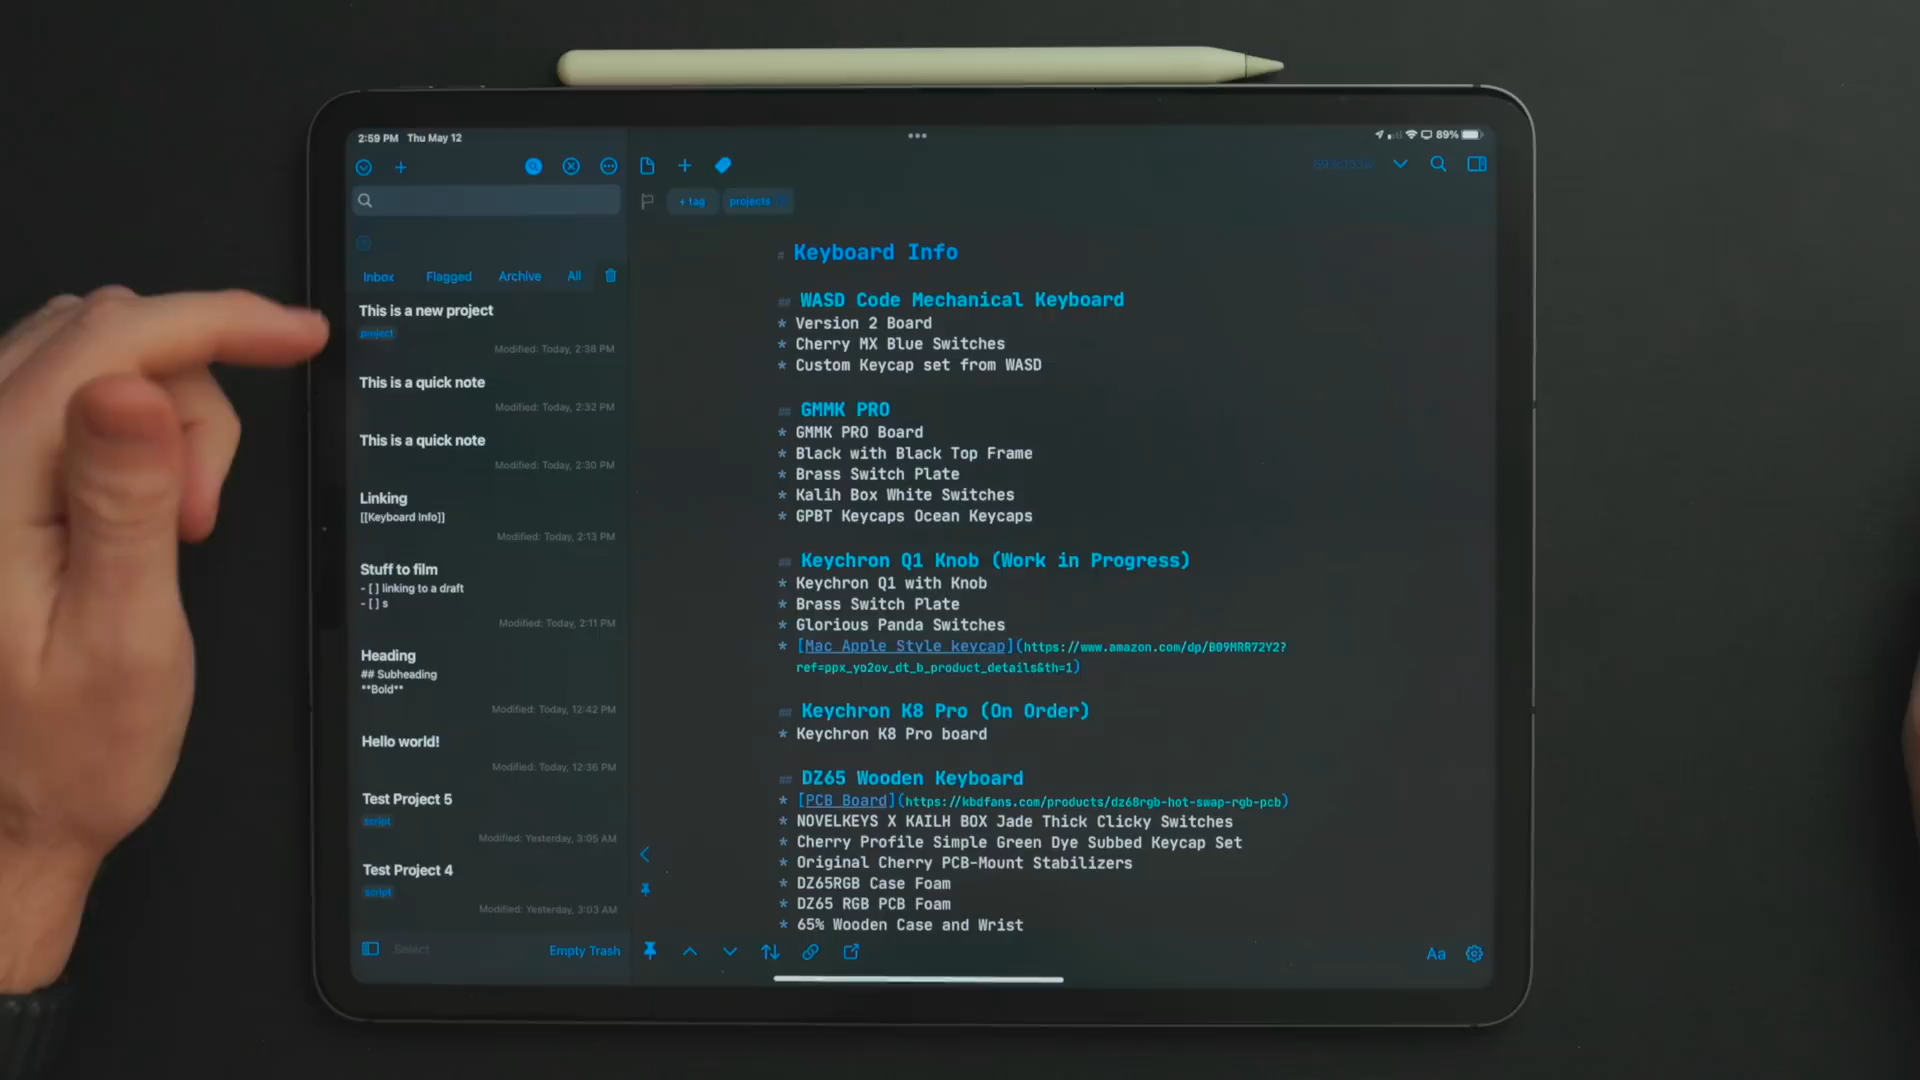 2:59 PM Thu May 12
89%
+ tag
projects
Inbox Flagged Archive All
This is a new project
project
Modified: Today, 2:38 PM
This is a quick note
Modified: Today, 2:32 PM
This is a quick note
Modified: Today, 2:30 PM
Linking
[[Keyboard Info]]
Modified: Today, 2:13 PM
Stuff to film
- [ ] linking to a draft
- [ ] s
Modified: Today, 2:11 PM
Heading
## Subheading
**Bold**
Modified: Today, 12:42 PM
Hello world!
Modified: Today, 12:36 PM
Test Project 5
script
Modified: Yesterday, 3:05 AM
Test Project 4
script
Modified: Yesterday, 3:03 AM
Select
Empty Trash
# Keyboard Info
## WASD Code Mechanical Keyboard
* Version 2 Board
* Cherry MX Blue Switches
* Custom Keycap set from WASD
## GMMK PRO
* GMMK PRO Board
* Black with Black Top Frame
* Brass Switch Plate
* Kalih Box White Switches
* GPBT Keycaps Ocean Keycaps
## Keychron Q1 Knob (Work in Progress)
* Keychron Q1 with Knob
* Brass Switch Plate
* Glorious Panda Switches
* [Mac Apple Style keycap](https://www.amazon.com/dp/B09MRR72Y2?
ref=ppx_yo2ov_dt_b_product_details&th=1)
## Keychron K8 Pro (On Order)
* Keychron K8 Pro board
## DZ65 Wooden Keyboard
* [PCB Board](https://kbdfans.com/products/dz68rgb-hot-swap-rgb-pcb)
* NOVELKEYS X KAILH BOX Jade Thick Clicky Switches
* Cherry Profile Simple Green Dye Subbed Keycap Set
* Original Cherry PCB-Mount Stabilizers
* DZ65RGB Case Foam
* DZ65 RGB PCB Foam
* 65% Wooden Case and Wrist
Aa